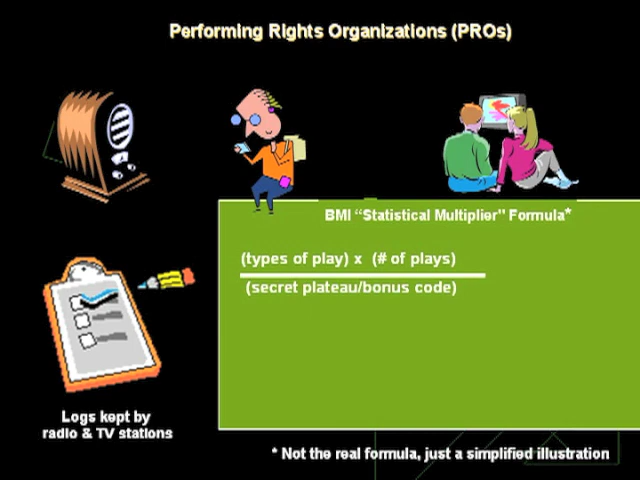 Performing Rights Organizations (PROs)
BMI “Statistical Multiplier” Formula*
(types of play) x (# of plays)
(secret plateau/bonus code)
Logs kept by
radio & TV stations
* Not the real formula, just a simplified illustration